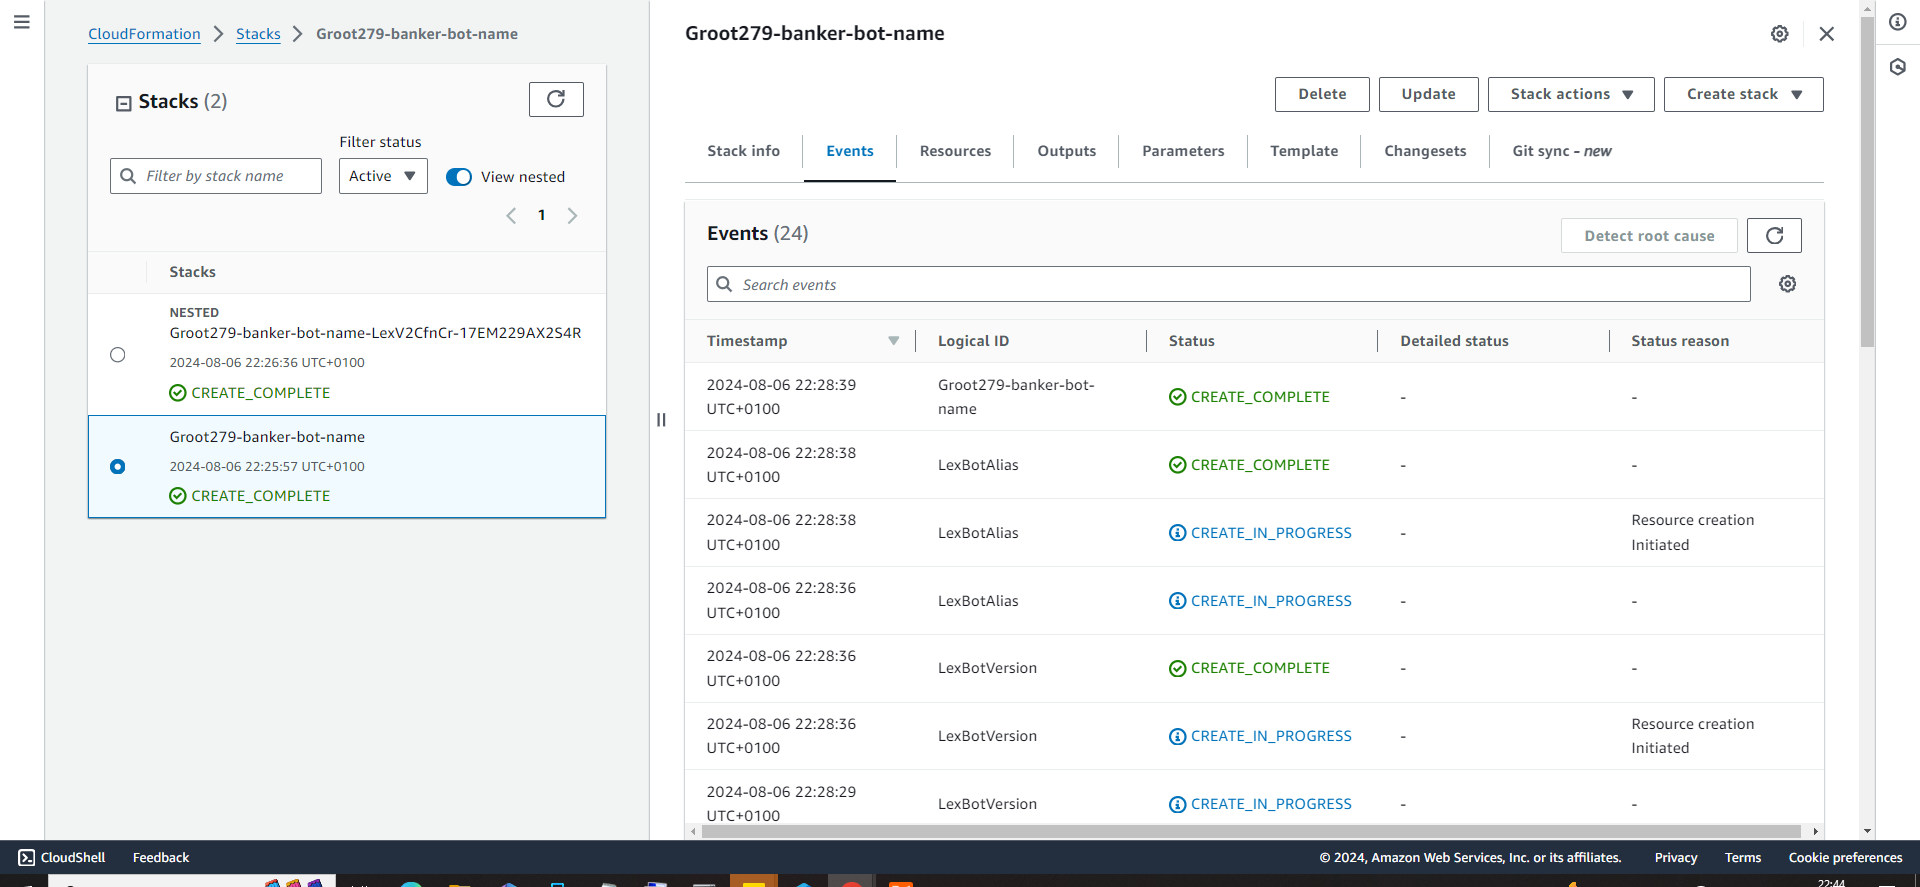 CloudFormation > Stacks > Groot279-banker-bot-name
Stacks (2)
Filter status
Filter by stack name
Active
View nested
1
Stacks
NESTED
Groot279-banker-bot-name-LexV2CfnCr-17EM229AX2S4R
2024-08-06 22:26:36 UTC+0100
CREATE_COMPLETE
Groot279-banker-bot-name
2024-08-06 22:25:57 UTC+0100
CREATE_COMPLETE
Groot279-banker-bot-name
Delete
Update
Stack actions
Create stack
Stack info
Events
Resources
Outputs
Parameters
Template
Changesets
Git sync - new
Events (24)
Detect root cause
Search events
Timestamp
Logical ID
Status
Detailed status
Status reason
2024-08-06 22:28:39
UTC+0100
Groot279-banker-bot-
name
CREATE_COMPLETE
-
-
2024-08-06 22:28:38
UTC+0100
LexBotAlias
CREATE_COMPLETE
-
-
2024-08-06 22:28:38
UTC+0100
LexBotAlias
CREATE_IN_PROGRESS
-
Resource creation
Initiated
2024-08-06 22:28:36
UTC+0100
LexBotAlias
CREATE_IN_PROGRESS
-
-
2024-08-06 22:28:36
UTC+0100
LexBotVersion
CREATE_COMPLETE
-
-
2024-08-06 22:28:36
UTC+0100
LexBotVersion
CREATE_IN_PROGRESS
-
Resource creation
Initiated
2024-08-06 22:28:29
UTC+0100
LexBotVersion
CREATE_IN_PROGRESS
-
-
CloudShell
Feedback
© 2024, Amazon Web Services, Inc. or its affiliates.
Privacy
Terms
Cookie preferences
22:44